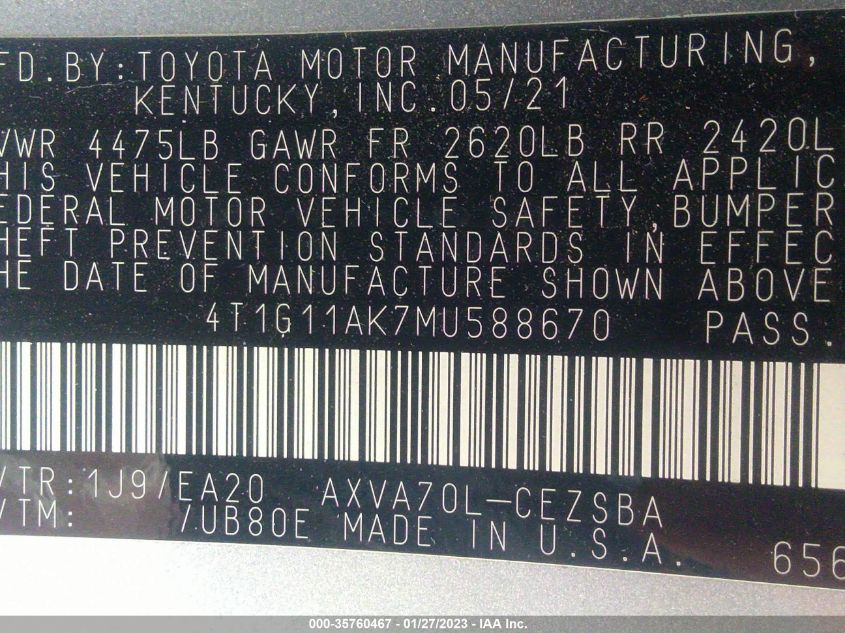 FD.BY:TOYOTA MOTOR MANUFACTURING,
KENTUCKY,INC.05/21
VWR 4475LB GAWR FR 2620LB RR 2420L
HIS VEHICLE CONFORMS TO ALL APPLIC
EDERAL MOTOR VEHICLE SAFETY,BUMPER
HEFT PREVENTION STANDARDS IN EFFEC
HE DATE OF MANUFACTURE SHOWN ABOVE
4T1G11AK7MU588670 PASS.
/TR:1J9/EA20 AXVA70L-CEZSBA
/TM: /UB80E MADE IN U.S.A. 656
000-35760467 - 01/27/2023 - IAA Inc.